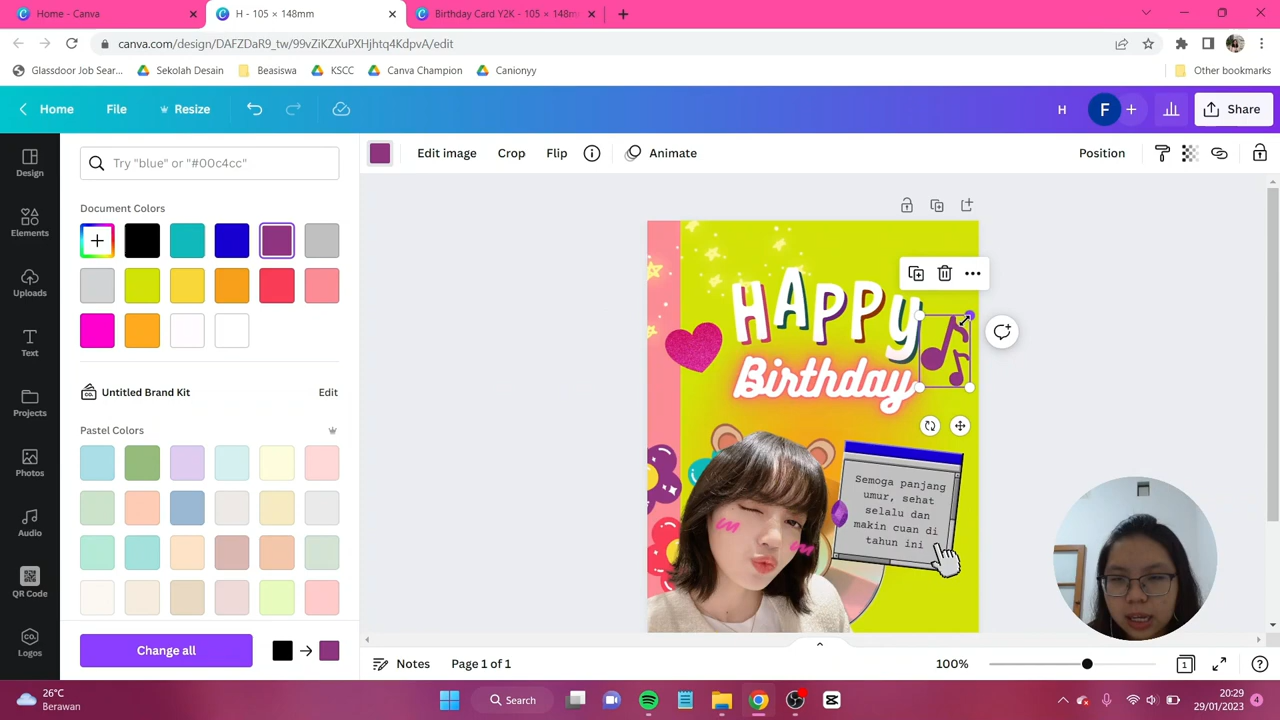 Home - Canva
H - 105 × 148mm
Birthday Card Y2K - 105 × 148m
canva.com/design/DAFZDaR9_tw/99vZiKZXuPXHjhtq4KdpvA/edit
Glassdoor Job Sear...
Sekolah Desain
Beasiswa
KSCC
Canva Champion
Canionyy
Other bookmarks
Home
File
Resize
H
F
Share
Try "blue" or "#00c4cc"
Edit image
Crop
Flip
Animate
Position
Design
Elements
Uploads
Text
Projects
Photos
Audio
QR Code
Logos
Document Colors
Untitled Brand Kit
Edit
Pastel Colors
Change all
HAPPy
Birthday
Semoga panjang
umur, sehat
selalu dan
makin cuan di
tahun ini
Notes
Page 1 of 1
100%
1
26°C
Berawan
Search
20:29
29/01/2023
4